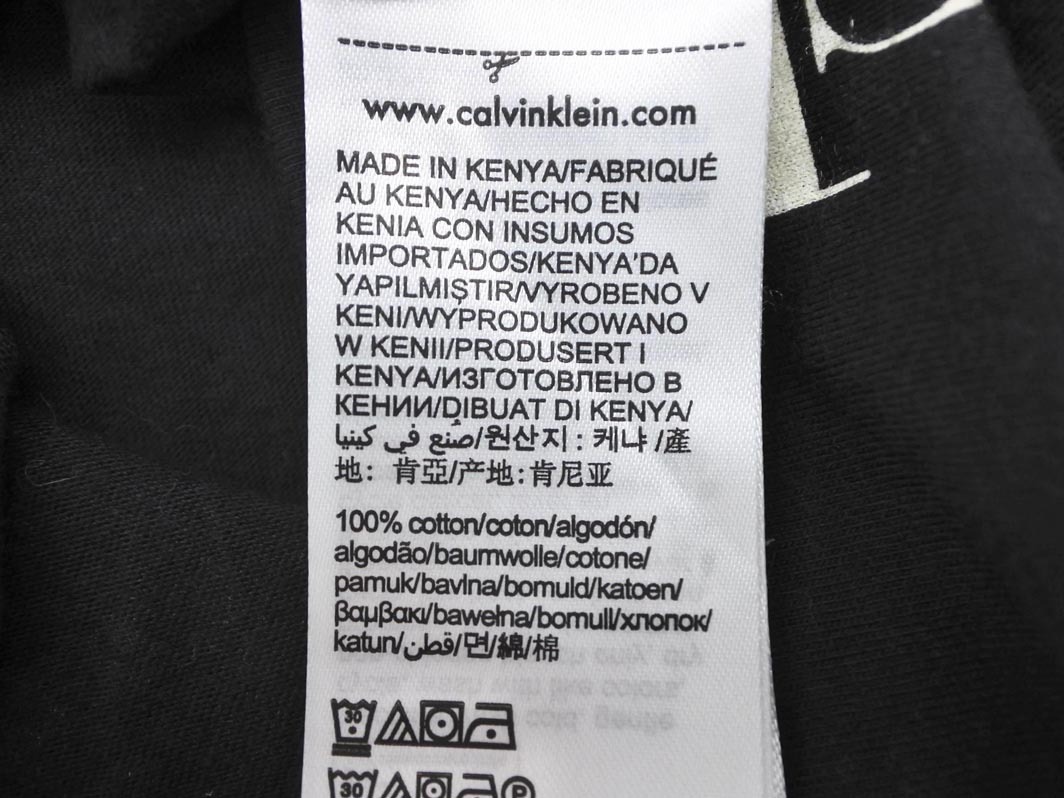 www.calvinklein.com
MADE IN KENYA/FABRIQUÉ
AU KENYA/HECHO EN
KENIA CON INSUMOS
IMPORTADOS/KENYA'DA
YAPILMIŞTIR/VYROBENO V
KENI/WYPRODUKOWANO
W KENII/PRODUSERT I
KENYA/ИЗГОТОВЛЕНО В
КЕНИИ/DIBUAT DI KENYA/
صُنع في كينيا/원산지 : 케냐 /產
地: 肯亞/产地:肯尼亚
100% cotton/coton/algodón/
algodão/baumwolle/cotone/
pamuk/bavlna/bomuld/katoen/
βαμβακι/bawełna/bomull/хлопок/
katun/قطن/면/綿/棉
30
30 P